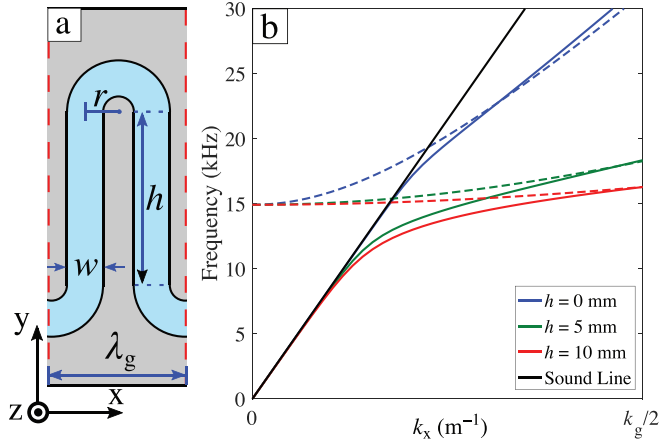 a
r
h
w
λg
y
x
z
b
Frequency (kHz)
30
25
20
15
10
5
0
h = 0 mm
h = 5 mm
h = 10 mm
Sound Line
0
kx (m⁻¹)
kg/2